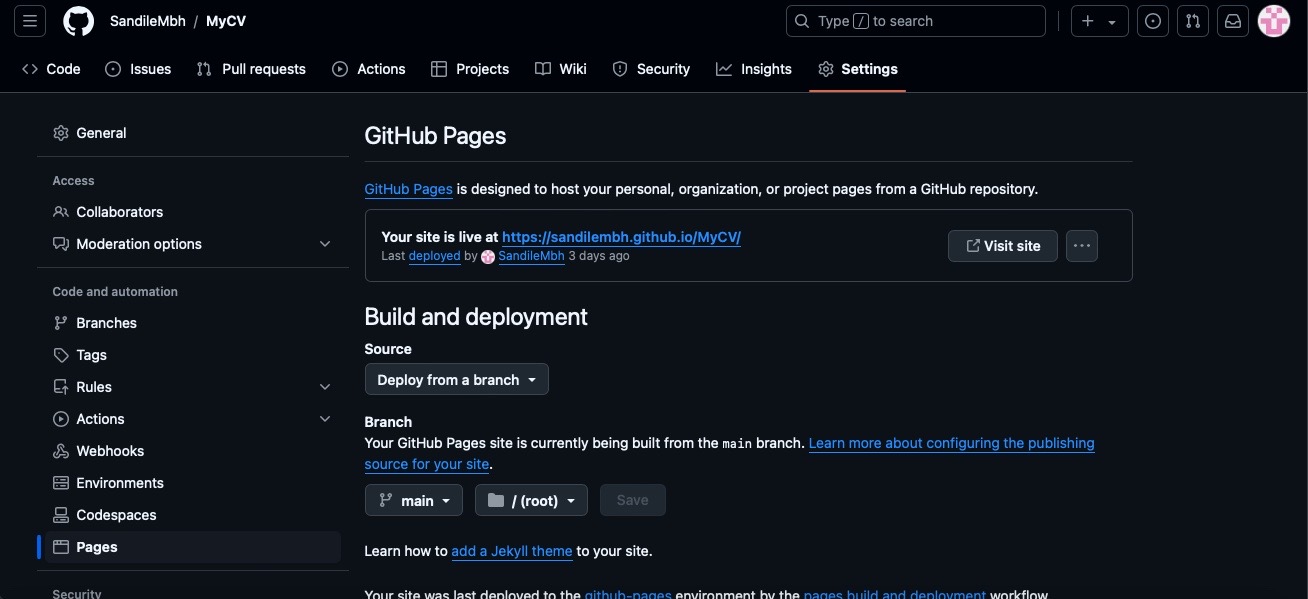 SandileMbh / MyCV
Type / to search
Code Issues Pull requests Actions Projects Wiki Security Insights Settings
General
Access
Collaborators
Moderation options
Code and automation
Branches
Tags
Rules
Actions
Webhooks
Environments
Codespaces
Pages
Security
GitHub Pages
GitHub Pages is designed to host your personal, organization, or project pages from a GitHub repository.
Your site is live at https://sandilembh.github.io/MyCV/
Last deployed by SandileMbh 3 days ago
Visit site
Build and deployment
Source
Deploy from a branch
Branch
Your GitHub Pages site is currently being built from the main branch. Learn more about configuring the publishing
source for your site.
main / (root) Save
Learn how to add a Jekyll theme to your site.
Your site was last deployed to the github-pages environment by the pages build and deployment workflow.